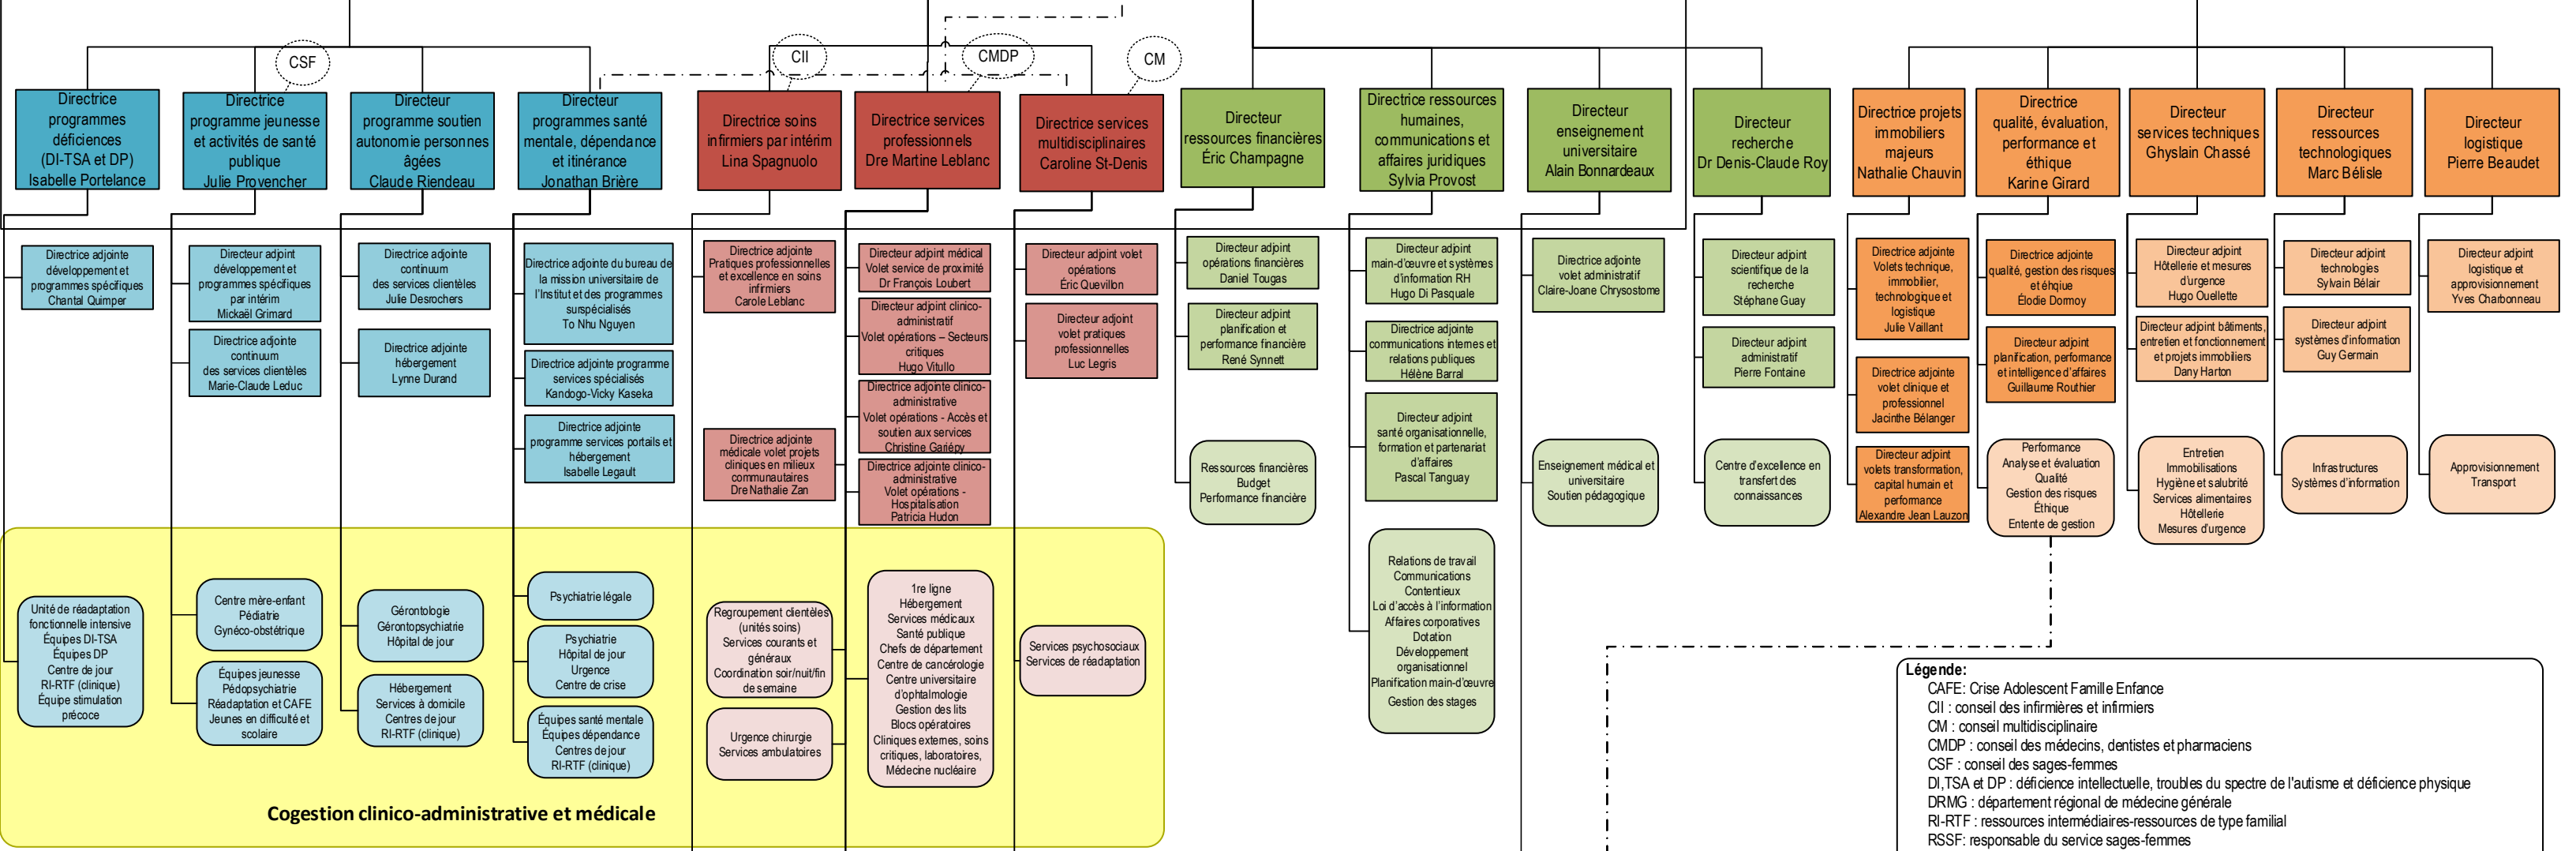 CSF
CII
CMDP
CM
Directrice
programmes
déficiences
(DI-TSA et DP)
Isabelle Portelance
Directrice
programme jeunesse
et activités de santé
publique
Julie Provencher
Directeur
programme soutien
autonomie personnes
âgées
Claude Riendeau
Directeur
programmes santé
mentale, dépendance
et itinérance
Jonathan Brière
Directrice soins
infirmiers par intérim
Lina Spagnuolo
Directrice services
professionnels
Dre Martine Leblanc
Directrice services
multidisciplinaires
Caroline St-Denis
Directeur
ressources financières
Éric Champagne
Directrice ressources
humaines,
communications et
affaires juridiques
Sylvia Provost
Directeur
enseignement
universitaire
Alain Bonnardeaux
Directeur
recherche
Dr Denis-Claude Roy
Directrice projets
immobiliers
majeurs
Nathalie Chauvin
Directrice
qualité, évaluation,
performance et
éthique
Karine Girard
Directeur
services techniques
Ghyslain Chassé
Directeur
ressources
technologiques
Marc Bélisle
Directeur
logistique
Pierre Beaudet
Directrice adjointe
développement et
programmes spécifiques
Chantal Quimper
Directeur adjoint
développement et
programmes spécifiques
par intérim
Mickaël Grimard
Directrice adjointe
continuum
des services clientèles
Marie-Claude Leduc
Directrice adjointe
continuum
des services clientèles
Julie Desrochers
Directrice adjointe
hébergement
Lynne Durand
Directrice adjointe du bureau de
la mission universitaire de
l'Institut et des programmes
surspécialisés
To Nhu Nguyen
Directrice adjointe programme
services spécialisés
Kandogo-Vicky Kaseka
Directrice adjointe
programme services portails et
hébergement
Isabelle Legault
Directrice adjointe
Pratiques professionnelles
et excellence en soins
infirmiers
Carole Leblanc
Directrice adjointe
médicale volet projets
cliniques en milieux
communautaires
Dre Nathalie Zan
Directeur adjoint médical
Volet service de proximité
Dr François Loubert
Directeur adjoint clinico-
administratif
Volet opérations – Secteurs
critiques
Hugo Vitullo
Directrice adjointe clinico-
administrative
Volet opérations - Accès et
soutien aux services
Christine Gariépy
Directrice adjointe clinico-
administrative
Volet opérations -
Hospitalisation
Patricia Hudon
Directeur adjoint volet
opérations
Éric Quevillon
Directeur adjoint
volet pratiques
professionnelles
Luc Legris
Directeur adjoint
opérations financières
Daniel Tougas
Directeur adjoint
planification et
performance financière
René Synnett
Directeur adjoint
main-d'œuvre et systèmes
d'information RH
Hugo Di Pasquale
Directrice adjointe
communications internes et
relations publiques
Hélène Barral
Directeur adjoint
santé organisationnelle,
formation et partenariat
d'affaires
Pascal Tanguay
Directrice adjointe
volet administratif
Claire-Joane Chrysostome
Directeur adjoint
scientifique de la
recherche
Stéphane Guay
Directeur adjoint
administratif
Pierre Fontaine
Directrice adjointe
Volets technique,
immobilier,
technologique et
logistique
Julie Vaillant
Directrice adjointe
volet clinique et
professionnel
Jacinthe Bélanger
Directeur adjoint
volets transformation,
capital humain et
performance
Alexandre Jean Lauzon
Directrice adjointe
qualité, gestion des risques
et éhqiue
Élodie Dormoy
Directeur adjoint
planification, performance
et intelligence d'affaires
Guillaume Routhier
Directeur adjoint
Hôtellerie et mesures
d'urgence
Hugo Ouellette
Directeur adjoint bâtiments,
entretien et fonctionnement
et projets immobiliers
Dany Harton
Directeur adjoint
technologies
Sylvain Bélair
Directeur adjoint
systèmes d'information
Guy Germain
Directeur adjoint
logistique et
approvisionnement
Yves Charbonneau
Ressources financières
Budget
Performance financière
Enseignement médical et
universitaire
Soutien pédagogique
Centre d'excellence en
transfert des
connaissances
Performance
Analyse et évaluation
Qualité
Gestion des risques
Éthique
Entente de gestion
Entretien
Immobilisations
Hygiène et salubrité
Services alimentaires
Hôtellerie
Mesures d'urgence
Infrastructures
Systèmes d'information
Approvisionnement
Transport
Relations de travail
Communications
Contentieux
Loi d'accès à l'information
Affaires corporatives
Dotation
Développement
organisationnel
Planification main-d'œuvre
Gestion des stages
Unité de réadaptation
fonctionnelle intensive
Équipes DI-TSA
Équipes DP
Centre de jour
RI-RTF (clinique)
Équipe stimulation
précoce
Centre mère-enfant
Pédiatrie
Gynéco-obstétrique
Équipes jeunesse
Pédopsychiatrie
Réadaptation et CAFE
Jeunes en difficulté et
scolaire
Gérontologie
Gérontopsychiatrie
Hôpital de jour
Hébergement
Services à domicile
Centres de jour
RI-RTF (clinique)
Psychiatrie légale
Psychiatrie
Hôpital de jour
Urgence
Centre de crise
Équipes santé mentale
Équipes dépendance
Centres de jour
RI-RTF (clinique)
Regroupement clientèles
(unités soins)
Services courants et
généraux
Coordination soir/nuit/fin
de semaine
Urgence chirurgie
Services ambulatoires
1re ligne
Hébergement
Services médicaux
Santé publique
Chefs de département
Centre de cancérologie
Centre universitaire
d'ophtalmologie
Gestion des lits
Blocs opératoires
Cliniques externes, soins
critiques, laboratoires,
Médecine nucléaire
Services psychosociaux
Services de réadaptation
Cogestion clinico-administrative et médicale
Légende:
CAFE: Crise Adolescent Famille Enfance
CII : conseil des infirmières et infirmiers
CM : conseil multidisciplinaire
CMDP : conseil des médecins, dentistes et pharmaciens
CSF : conseil des sages-femmes
DI,TSA et DP : déficience intellectuelle, troubles du spectre de l'autisme et déficience physique
DRMG : département régional de médecine générale
RI-RTF : ressources intermédiaires-ressources de type familial
RSSF: responsable du service sages-femmes